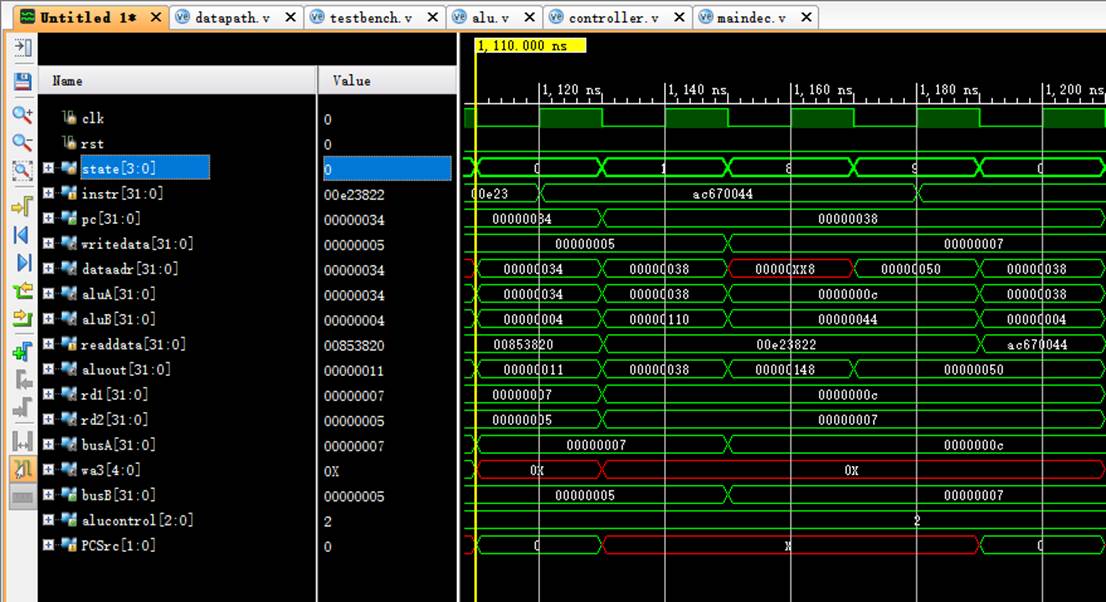 Untitled 1* datapath.v testbench.v alu.v controller.v maindec.v
1,110.000 ns
Name Value
1,120 ns 1,140 ns 1,160 ns 1,180 ns 1,200 ns
clk 0
rst 0
state[3:0] 0 0 1 8 9 0
instr[31:0] 00e23822 00e23 ac670044
pc[31:0] 00000034 00000034 00000038
writedata[31:0] 00000005 00000005 00000007
dataadr[31:0] 00000034 00000034 00000038 00000XX8 00000050 00000038
aluA[31:0] 00000034 00000034 00000038 0000000c 00000038
aluB[31:0] 00000004 00000004 00000110 00000044 00000004
readdata[31:0] 00853820 00853820 00e23822 ac670044
aluout[31:0] 00000011 00000011 00000038 00000148 00000050
rd1[31:0] 00000007 00000007 0000000c
rd2[31:0] 00000005 00000005 00000007
busA[31:0] 00000007 00000007 0000000c
wa3[4:0] 0X 0X 0X
busB[31:0] 00000005 00000005 00000007
alucontrol[2:0] 2 2
PCSrc[1:0] 0 0 X 0